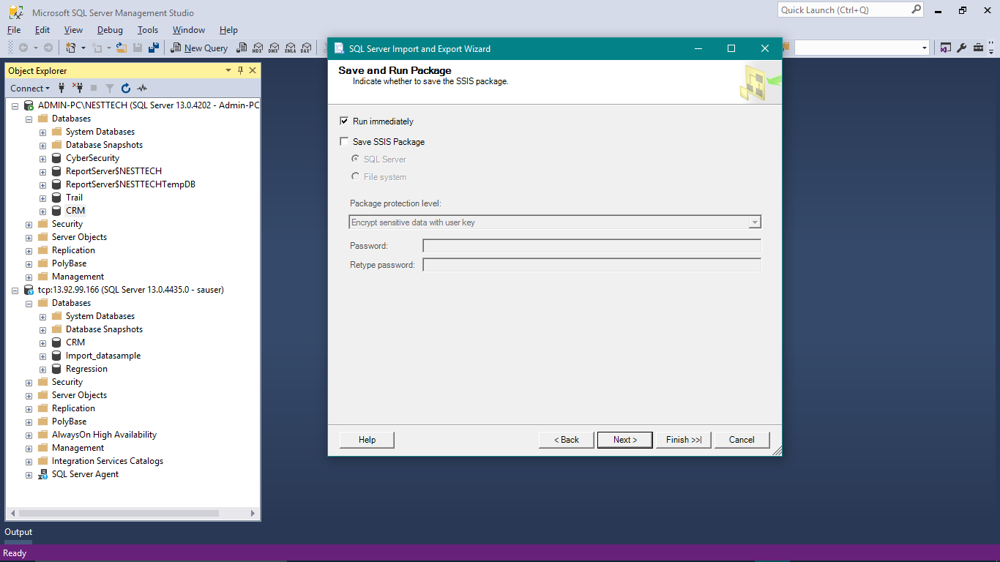 Microsoft SQL Server Management Studio
Quick Launch (Ctrl+Q)
File Edit View Debug Tools Window Help
New Query
MDX
DMX
XMLA
DAX
Object Explorer
Connect
ADMIN-PC\NESTTECH (SQL Server 13.0.4202 - Admin-PC
Databases
System Databases
Database Snapshots
CyberSecurity
ReportServer$NESTTECH
ReportServer$NESTTECHTempDB
Trail
CRM
Security
Server Objects
Replication
PolyBase
Management
tcp:13.92.99.166 (SQL Server 13.0.4435.0 - sauser)
Databases
System Databases
Database Snapshots
CRM
Import_datasample
Regression
Security
Server Objects
Replication
PolyBase
AlwaysOn High Availability
Management
Integration Services Catalogs
SQL Server Agent
SQL Server Import and Export Wizard
Save and Run Package
Indicate whether to save the SSIS package.
Run immediately
Save SSIS Package
SQL Server
File system
Package protection level:
Encrypt sensitive data with user key
Password:
Retype password:
Help
< Back
Next >
Finish >>|
Cancel
Output
Ready